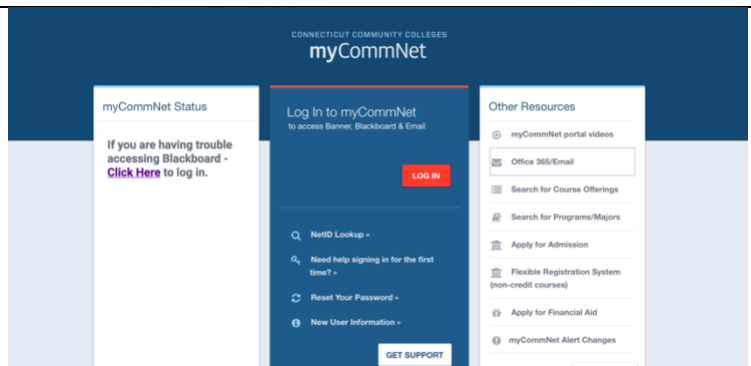 CONNECTICUT COMMUNITY COLLEGES
myCommNet
myCommNet Status
If you are having trouble
accessing Blackboard -
Click Here to log in.
Log In to myCommNet
to access Banner, Blackboard & Email
LOG IN
NetID Lookup »
Need help signing in for the first
time? »
Reset Your Password »
New User Information »
GET SUPPORT
Other Resources
myCommNet portal videos
Office 365/Email
Search for Course Offerings
Search for Programs/Majors
Apply for Admission
Flexible Registration System
(non-credit courses)
Apply for Financial Aid
myCommNet Alert Changes